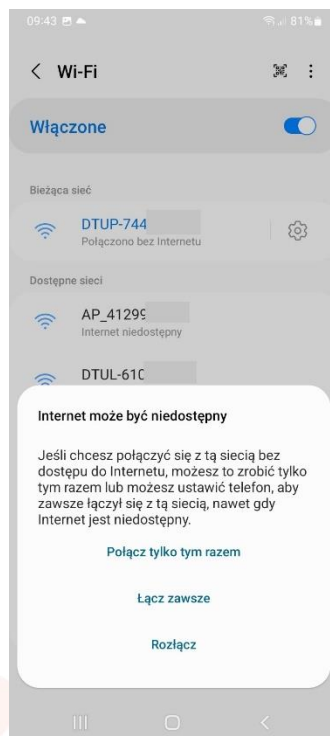 09:43
81%
Wi-Fi
Włączone
Bieżąca sieć
DTUP-744
Połączono bez Internetu
Dostępne sieci
AP_41299
Internet niedostępny
DTUL-610
Internet może być niedostępny
Jeśli chcesz połączyć się z tą siecią bez
dostępu do Internetu, możesz to zrobić tylko
tym razem lub możesz ustawić telefon, aby
zawsze łączył się z tą siecią, nawet gdy
Internet jest niedostępny.
Połącz tylko tym razem
Łącz zawsze
Rozłącz